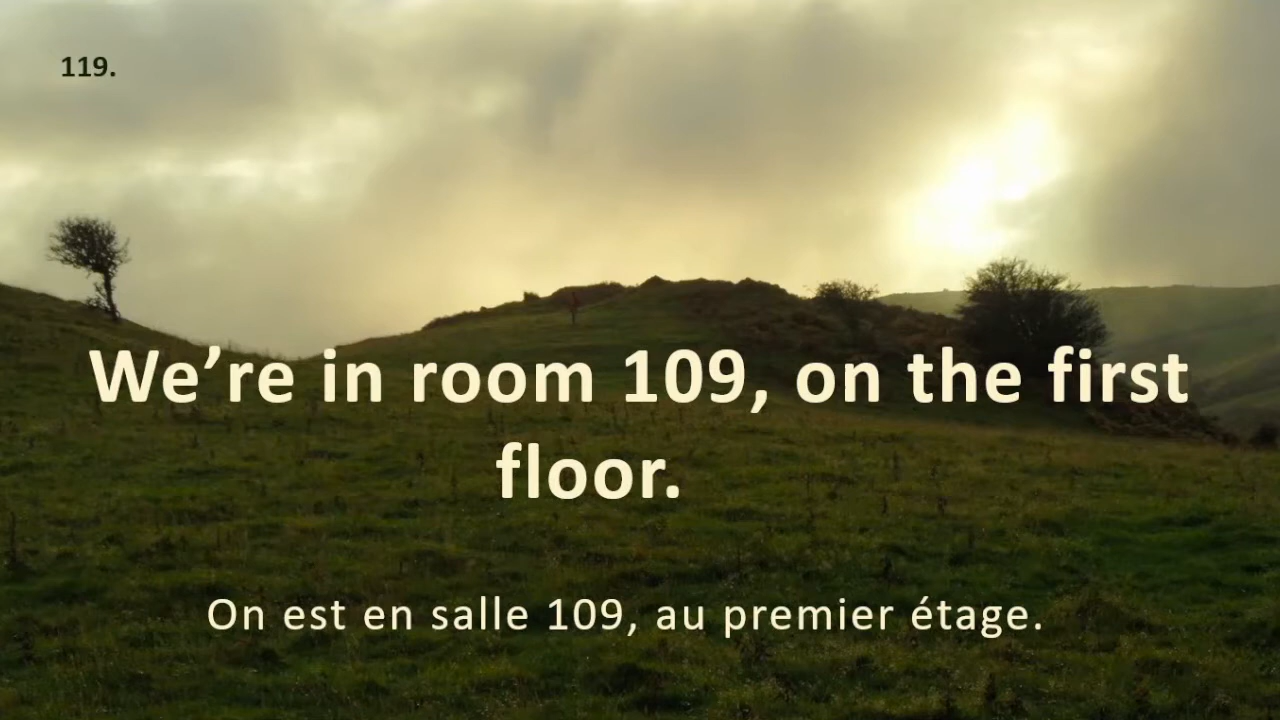 119.
We’re in room 109, on the first
floor.
On est en salle 109, au premier étage.